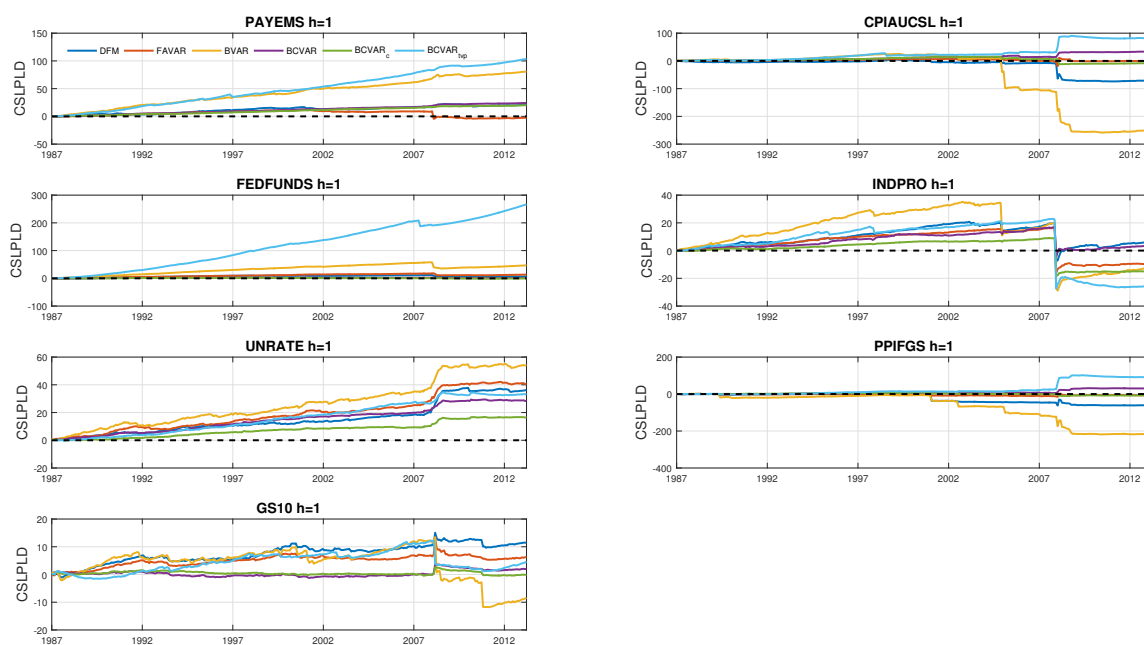 PAYEMS h=1
CSLPLD
150
100
50
0
-50
DFM FAVAR BVAR BCVAR BCVAR_c BCVAR_tvp
1987 1992 1997 2002 2007 2012
CPIAUCSL h=1
CSLPLD
100
0
-100
-200
-300
1987 1992 1997 2002 2007 2012
FEDFUNDS h=1
CSLPLD
300
200
100
0
-100
1987 1992 1997 2002 2007 2012
INDPRO h=1
CSLPLD
40
20
0
-20
-40
1987 1992 1997 2002 2007 2012
UNRATE h=1
CSLPLD
60
40
20
0
-20
1987 1992 1997 2002 2007 2012
PPIFGS h=1
CSLPLD
200
0
-200
-400
1987 1992 1997 2002 2007 2012
GS10 h=1
CSLPLD
20
10
0
-10
-20
1987 1992 1997 2002 2007 2012